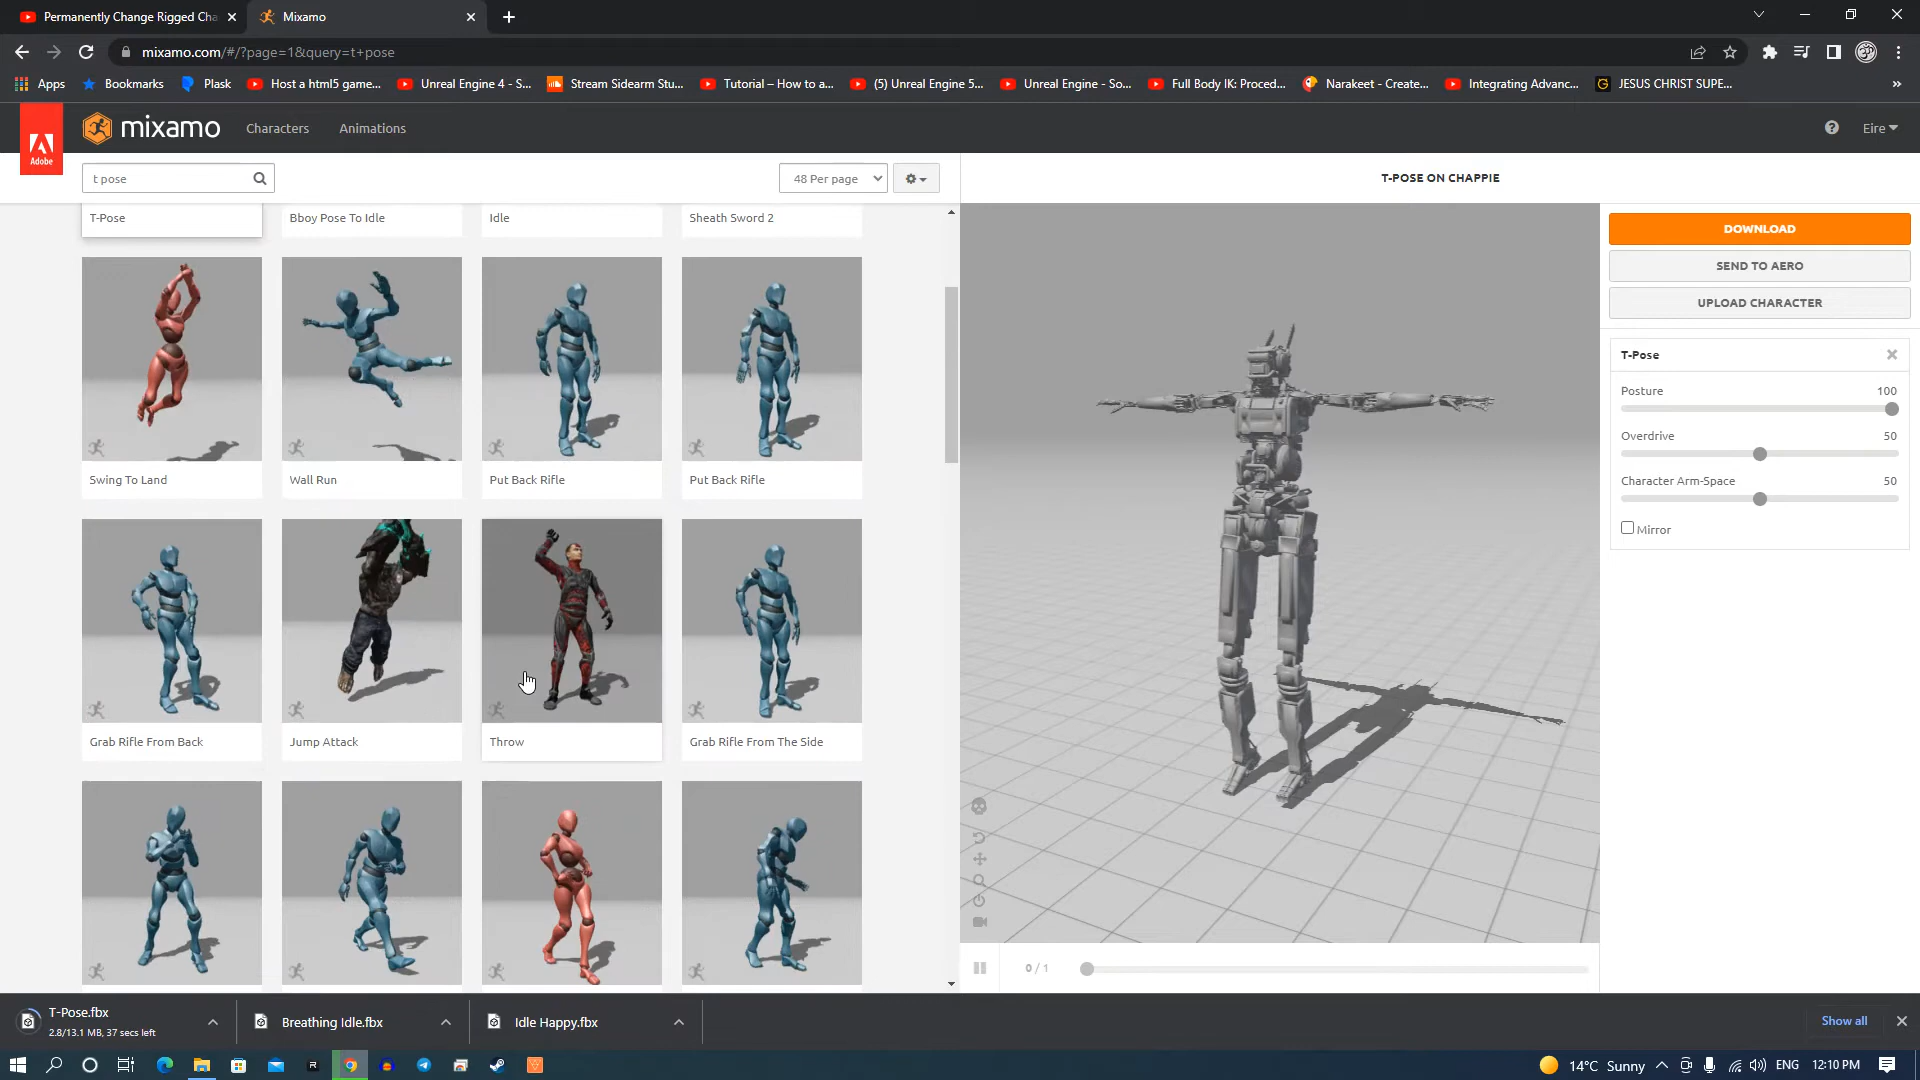 Permanently Change Rigged Cha
Mixamo
mixamo.com/#/?page=1&query=t+pose
Apps
Bookmarks
Plask
Host a html5 game...
Unreal Engine 4 - S...
Stream Sidearm Stu...
Tutorial – How to a...
(5) Unreal Engine 5...
Unreal Engine - So...
Full Body IK: Proced...
Narakeet - Create...
Integrating Advanc...
JESUS CHRIST SUPE...
»
Adobe
mixamo
Characters
Animations
Eire
t pose
48 Per page
T-POSE ON CHAPPIE
T-Pose
Bboy Pose To Idle
Idle
Sheath Sword 2
DOWNLOAD
SEND TO AERO
UPLOAD CHARACTER
T-Pose
Posture 100
Overdrive 50
Character Arm-Space 50
Mirror
Swing To Land
Wall Run
Put Back Rifle
Put Back Rifle
Grab Rifle From Back
Jump Attack
Throw
Grab Rifle From The Side
0 / 1
T-Pose.fbx
2.8/13.1 MB, 37 secs left
Breathing Idle.fbx
Idle Happy.fbx
Show all
14°C Sunny
ENG
12:10 PM